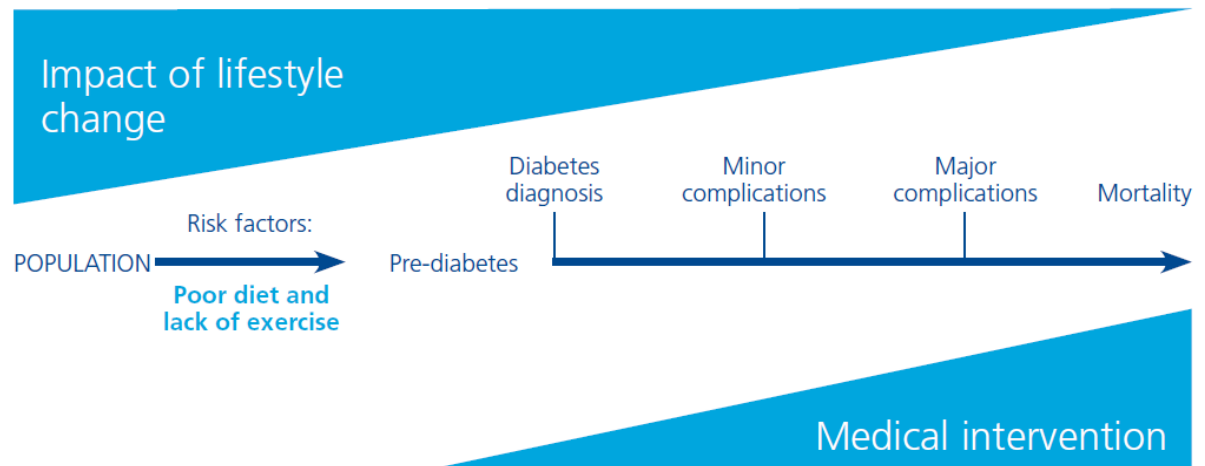 Impact of lifestyle
change
Diabetes
diagnosis
Minor
complications
Major
complications
Mortality
Risk factors:
POPULATION
Pre-diabetes
Poor diet and
lack of exercise
Medical intervention